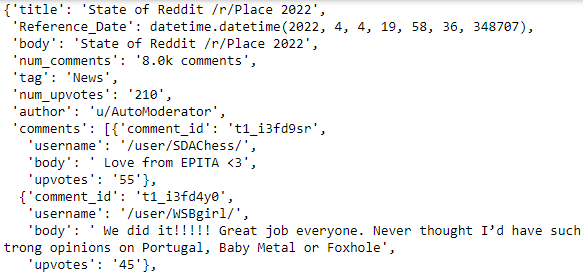 {'title': 'State of Reddit /r/Place 2022',
'Reference_Date': datetime.datetime(2022, 4, 4, 19, 58, 36, 348707),
'body': 'State of Reddit /r/Place 2022',
'num_comments': '8.0k comments',
'tag': 'News',
'num_upvotes': '210',
'author': 'u/AutoModerator',
'comments': [{'comment_id': 't1_i3fd9sr',
'username': '/user/SDAChess/',
'body': ' Love from EPITA <3',
'upvotes': '55'},
{'comment_id': 't1_i3fd4y0',
'username': '/user/WSBgirl/',
'body': ' We did it!!!!! Great job everyone. Never thought I’d have such s
trong opinions on Portugal, Baby Metal or Foxhole',
'upvotes': '45'},